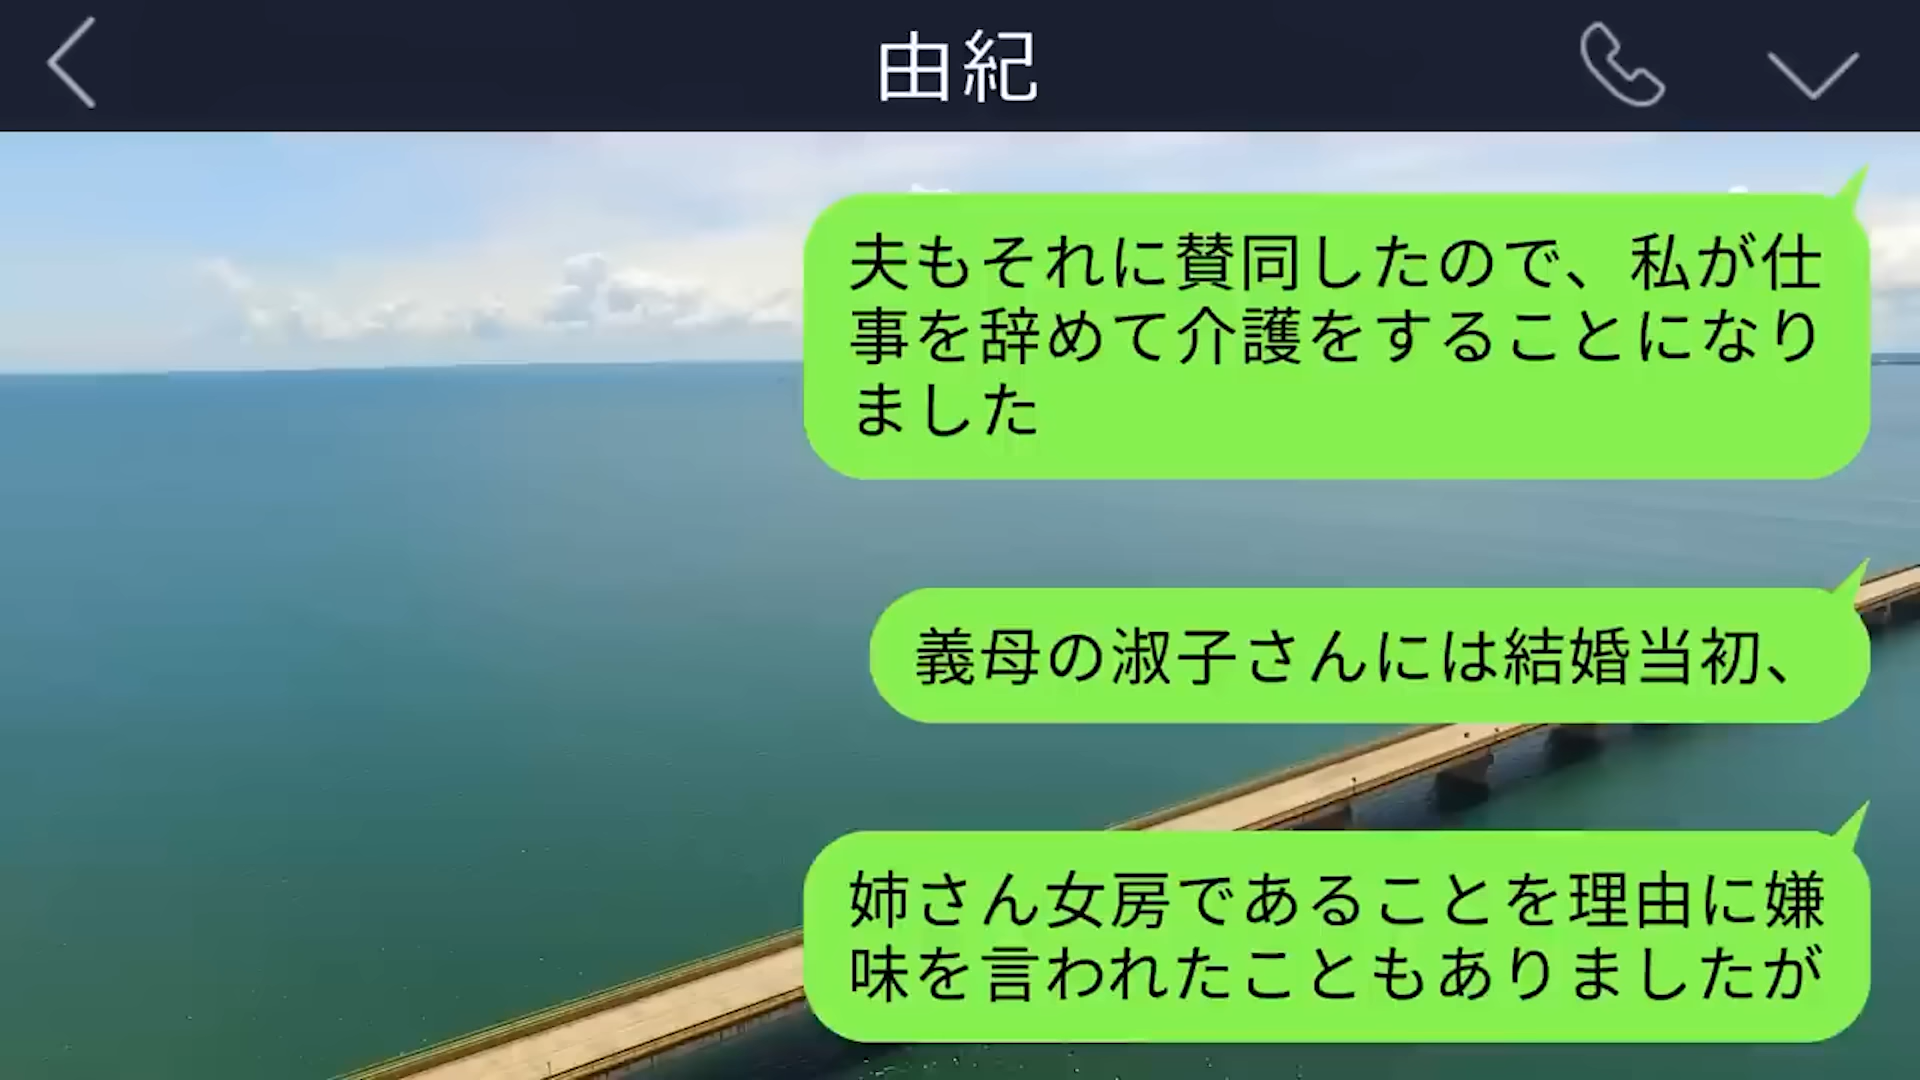 由紀
夫もそれに賛同したので、私が仕
事を辞めて介護をすることになり
ました
義母の淑子さんには結婚当初、
姉さん女房であることを理由に嫌
味を言われたこともありましたが